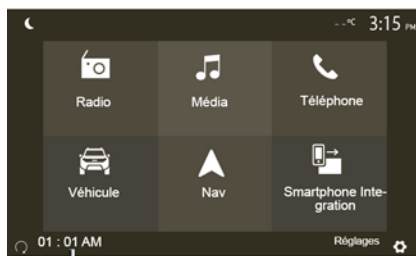 --°C 3:15 PM
Radio
Média
Téléphone
Véhicule
Nav
Smartphone Inte-
gration
01 : 01 AM
Réglages